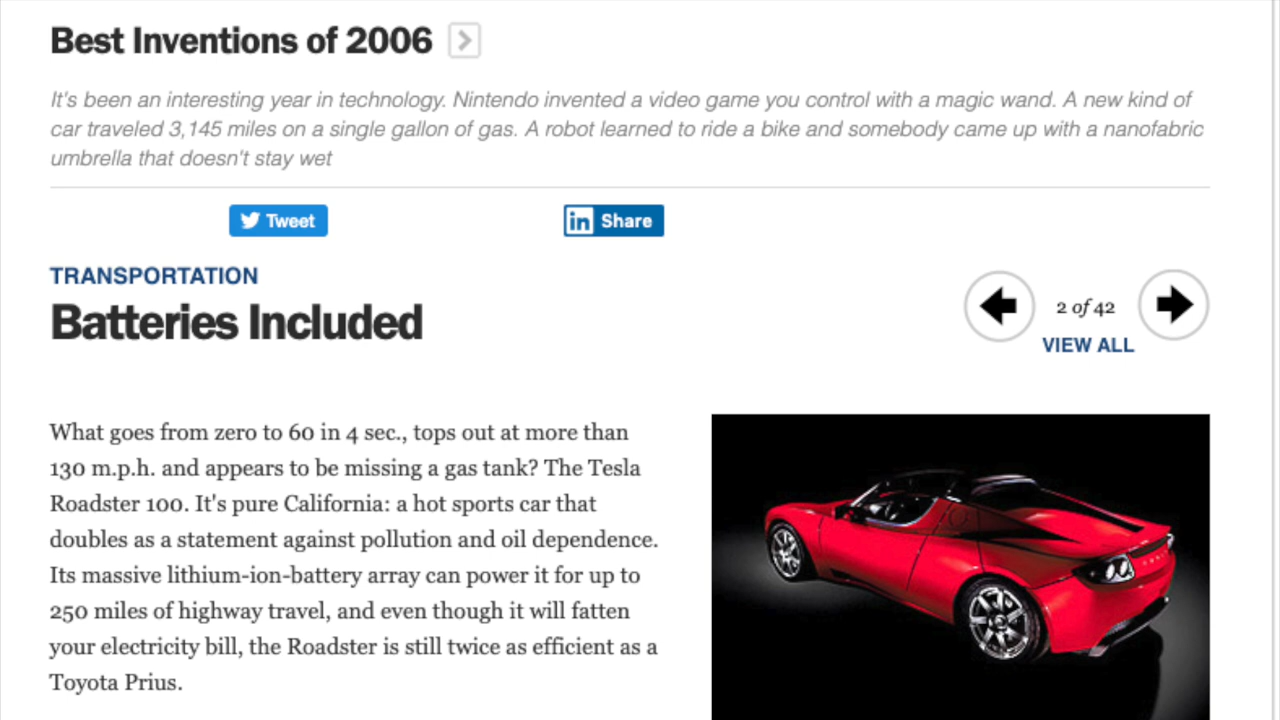 Best Inventions of 2006
It's been an interesting year in technology. Nintendo invented a video game you control with a magic wand. A new kind of
car traveled 3,145 miles on a single gallon of gas. A robot learned to ride a bike and somebody came up with a nanofabric
umbrella that doesn't stay wet
Tweet
in Share
TRANSPORTATION
Batteries Included
2 of 42
VIEW ALL
What goes from zero to 60 in 4 sec., tops out at more than
130 m.p.h. and appears to be missing a gas tank? The Tesla
Roadster 100. It's pure California: a hot sports car that
doubles as a statement against pollution and oil dependence.
Its massive lithium-ion-battery array can power it for up to
250 miles of highway travel, and even though it will fatten
your electricity bill, the Roadster is still twice as efficient as a
Toyota Prius.